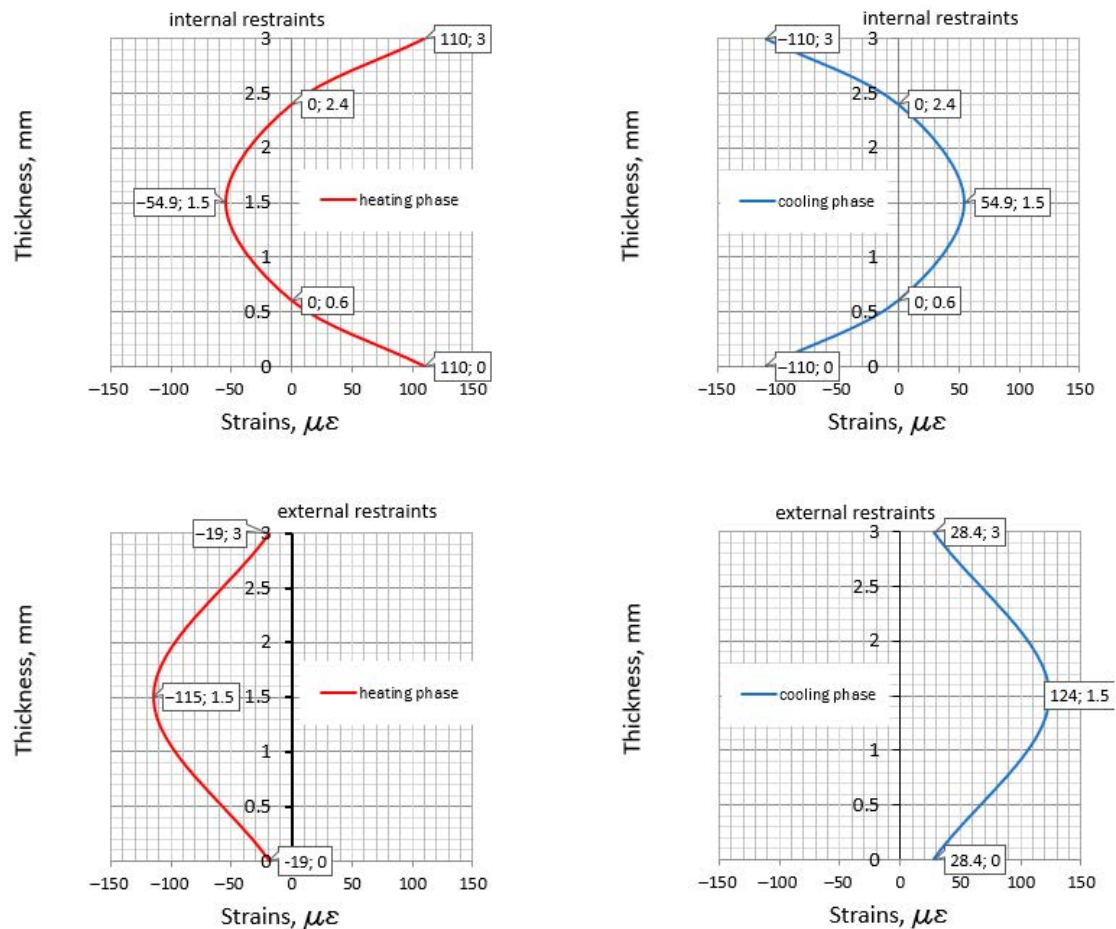 internal restraints
3
110; 3
2.5
0; 2.4
2
−54.9; 1.5
1.5
heating phase
1
0.5
0; 0.6
0
110; 0
−150 −100 −50 0 50 100 150
Strains, με
Thickness, mm
internal restraints
−110; 3
3
2.5
0; 2.4
2
1.5
54.9; 1.5
cooling phase
1
0.5
0; 0.6
0
−110; 0
−150 −100 −50 0 50 100 150
Strains, με
Thickness, mm
external restraints
−19; 3
3
2.5
2
−115; 1.5
1.5
heating phase
1
0.5
0
-19; 0
−150 −100 −50 0 50 100 150
Strains, με
Thickness, mm
external restraints
3
28.4; 3
2.5
2
1.5
124; 1.5
cooling phase
1
0.5
0
28.4; 0
−150 −100 −50 0 50 100 150
Strains, με
Thickness, mm